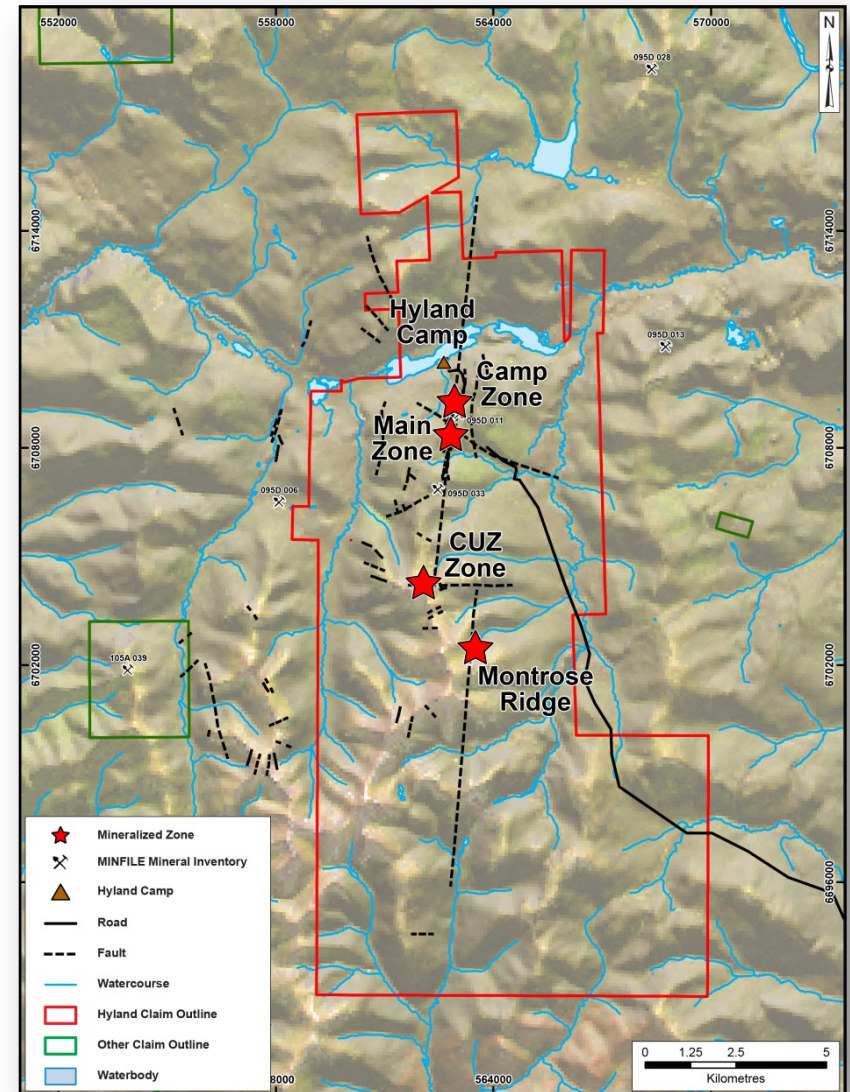 552000
558000
564000
570000
N
095D 028
6714000
6714000
Hyland
Camp
095D 013
Camp
Zone
095D 011
Main
Zone
6708000
6708000
095D 006
095D 033
CUZ
Zone
105A 039
6702000
6702000
Montrose
Ridge
Mineralized Zone
MINFILE Mineral Inventory
Hyland Camp
Road
Fault
Watercourse
Hyland Claim Outline
Other Claim Outline
Waterbody
6696000
0 1.25 2.5 5
Kilometres
8000
564000
570000